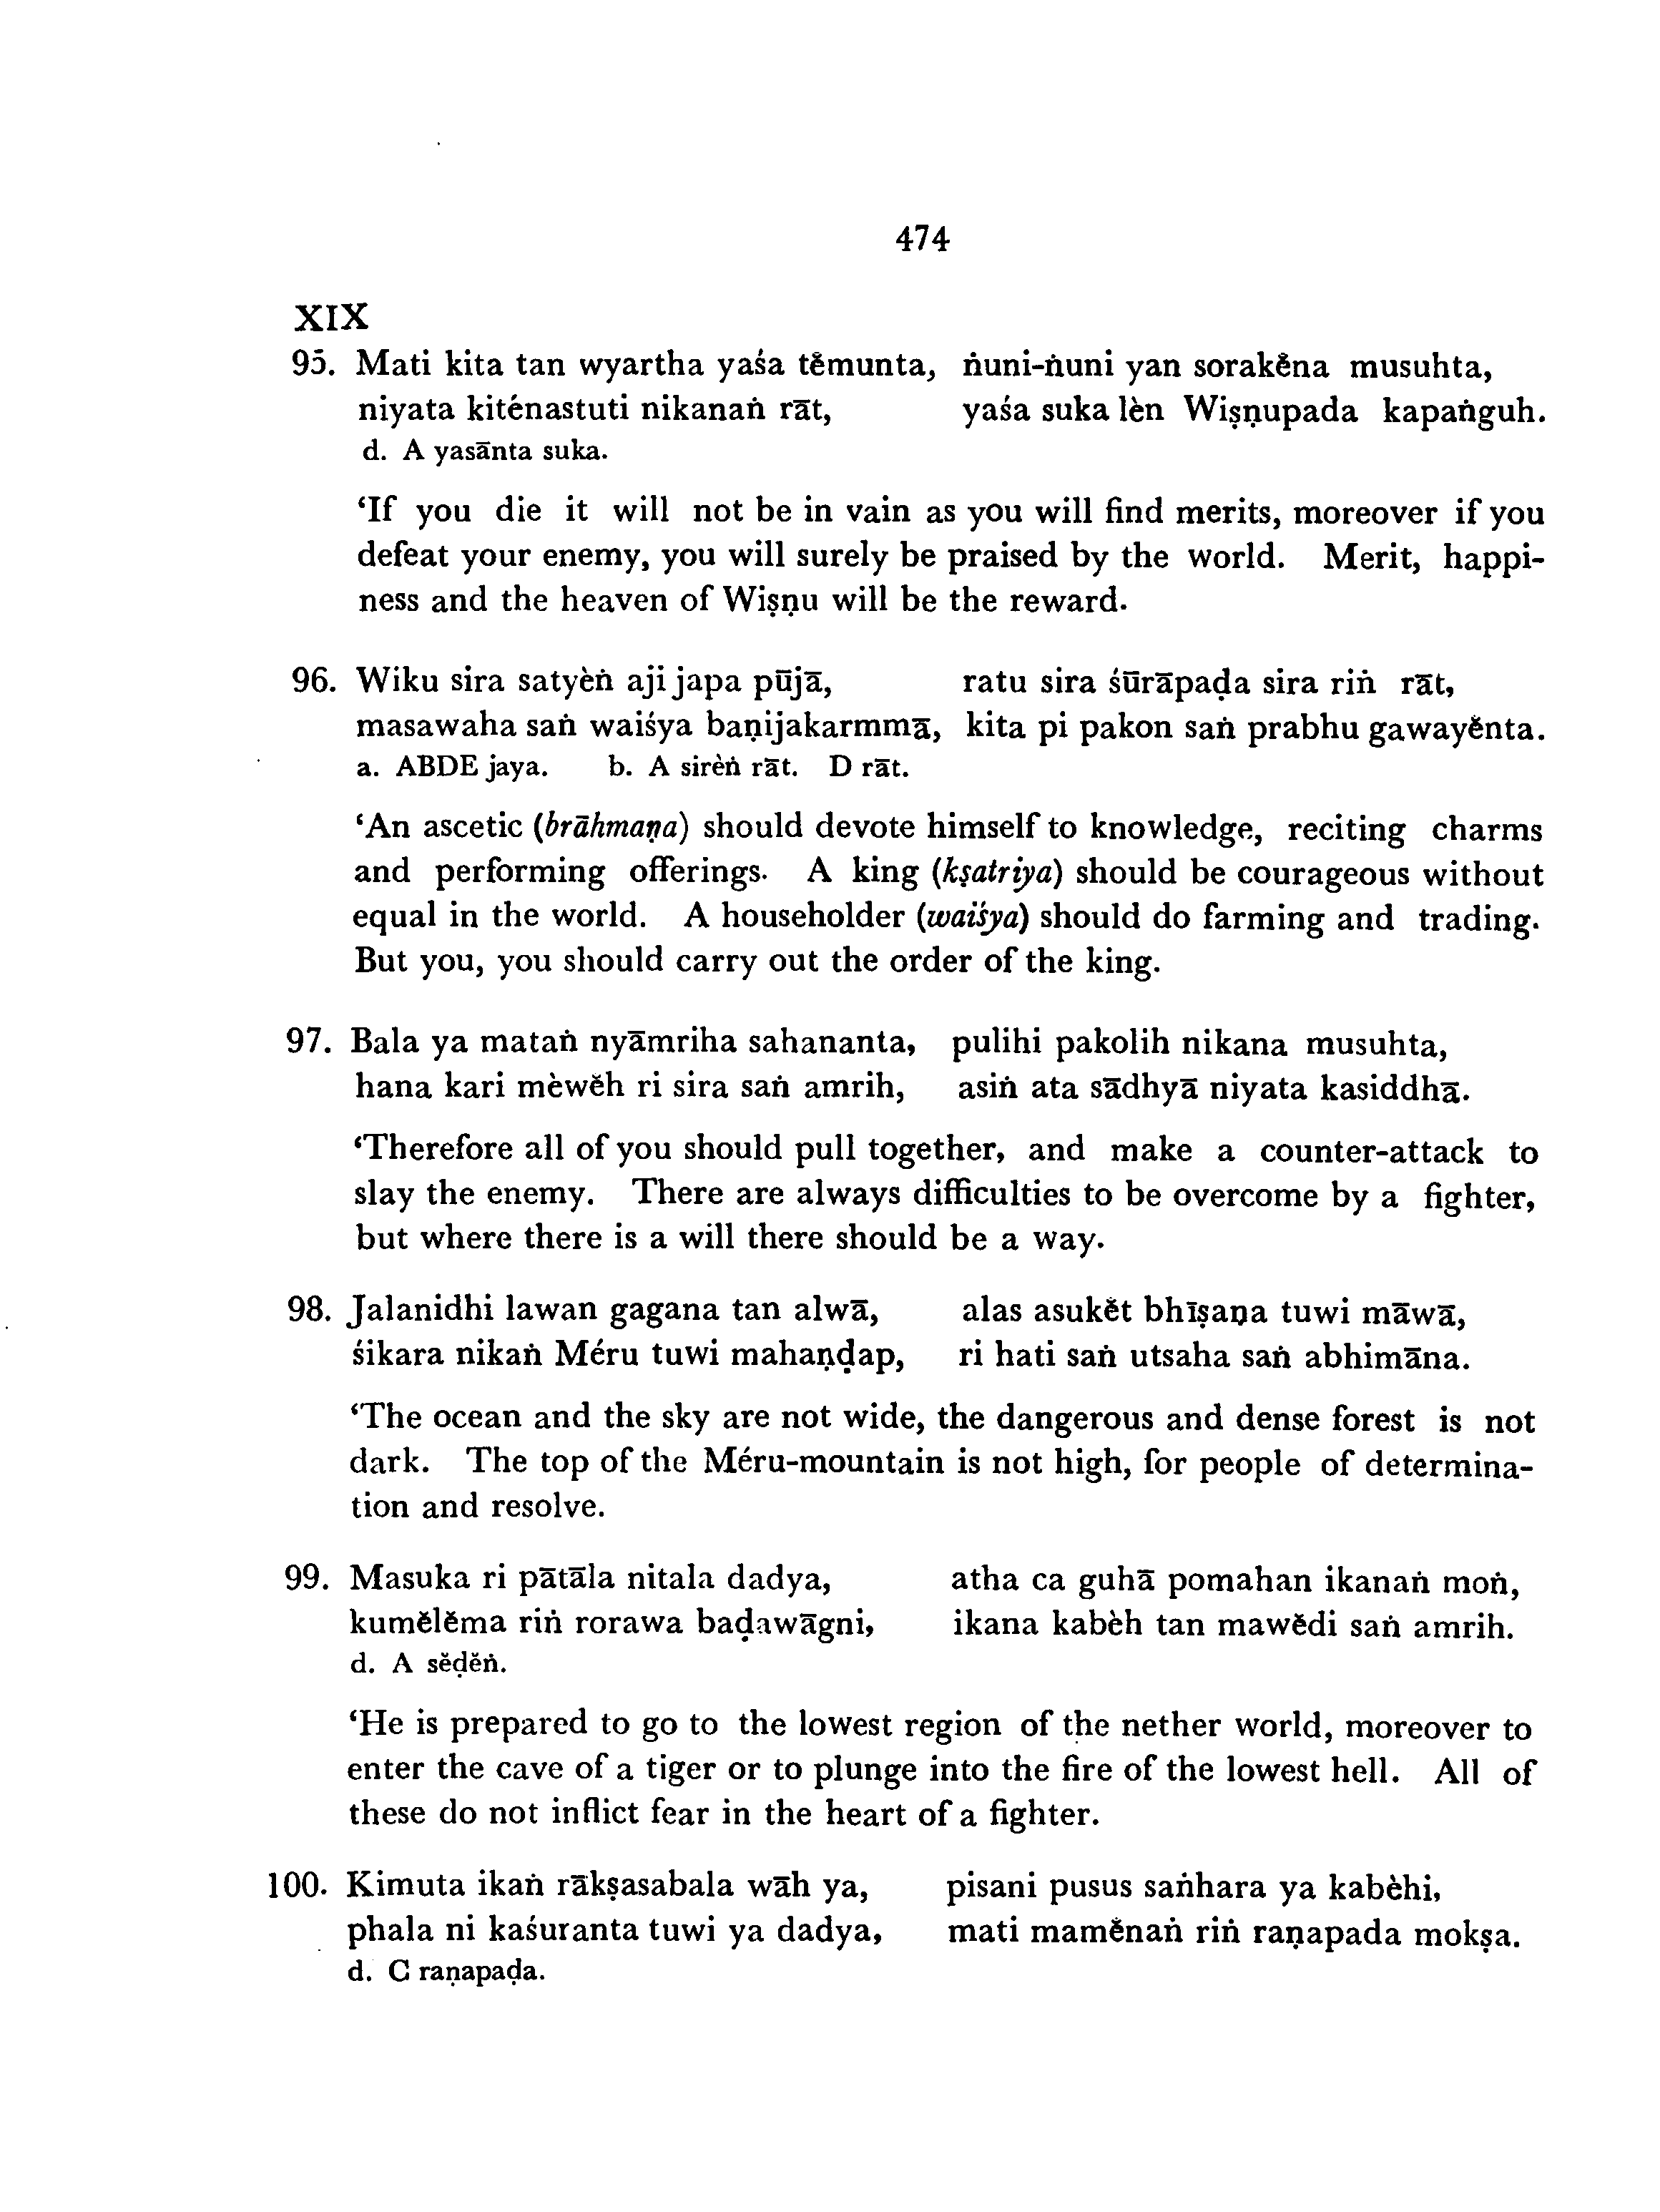 474
XIX
95. Mati kita tan wyartha yaśa tĕmunta, ṅuni-ṅuni yan sorakĕna musuhta,
niyata kiténastuti nikanaṅ rāt, yaśa suka lèn Wiṣṇupada kapaṅguh.
d. A yasānta suka.
‘If you die it will not be in vain as you will find merits, moreover if you
defeat your enemy, you will surely be praised by the world. Merit, happi-
ness and the heaven of Wiṣṇu will be the reward.
96. Wiku sira satyèṅ aji japa pūjā, ratu sira śūrāpaḍa sira riṅ rāt,
masawaha saṅ waiśya baṇijakarmmā, kita pi pakon saṅ prabhu gawayĕnta.
a. ABDE jaya. b. A sirèṅ rāt. D rāt.
‘An ascetic (brāhmaṇa) should devote himself to knowledge, reciting charms
and performing offerings. A king (kṣatriya) should be courageous without
equal in the world. A householder (waiśya) should do farming and trading.
But you, you should carry out the order of the king.
97. Bala ya mataṅ nyāmriha sahananta, pulihi pakolih nikana musuhta,
hana kari mèwĕh ri sira saṅ amrih, asiṅ ata sādhyā niyata kasiddhā.
‘Therefore all of you should pull together, and make a counter-attack to
slay the enemy. There are always difficulties to be overcome by a fighter,
but where there is a will there should be a way.
98. Jalanidhi lawan gagana tan alwā, alas asukĕt bhīṣaṇa tuwi māwā,
śikara nikaṅ Méru tuwi mahaṇḍap, ri hati saṅ utsaha saṅ abhimāna.
‘The ocean and the sky are not wide, the dangerous and dense forest is not
dark. The top of the Méru-mountain is not high, for people of determina-
tion and resolve.
99. Masuka ri pātāla nitala dadya, atha ca guhā pomahan ikanaṅ moṅ,
kumĕlĕma riṅ rorawa baḍawāgni, ikana kabèh tan mawĕdi saṅ amrih.
d. A sĕḍĕṅ.
‘He is prepared to go to the lowest region of the nether world, moreover to
enter the cave of a tiger or to plunge into the fire of the lowest hell. All of
these do not inflict fear in the heart of a fighter.
100. Kimuta ikaṅ rākṣasabala wāh ya, pisani pusus saṅhara ya kabèhi,
phala ni kaśuranta tuwi ya dadya, mati mamĕnaṅ riṅ raṇapada mokṣa.
d. C raṇapaḍa.